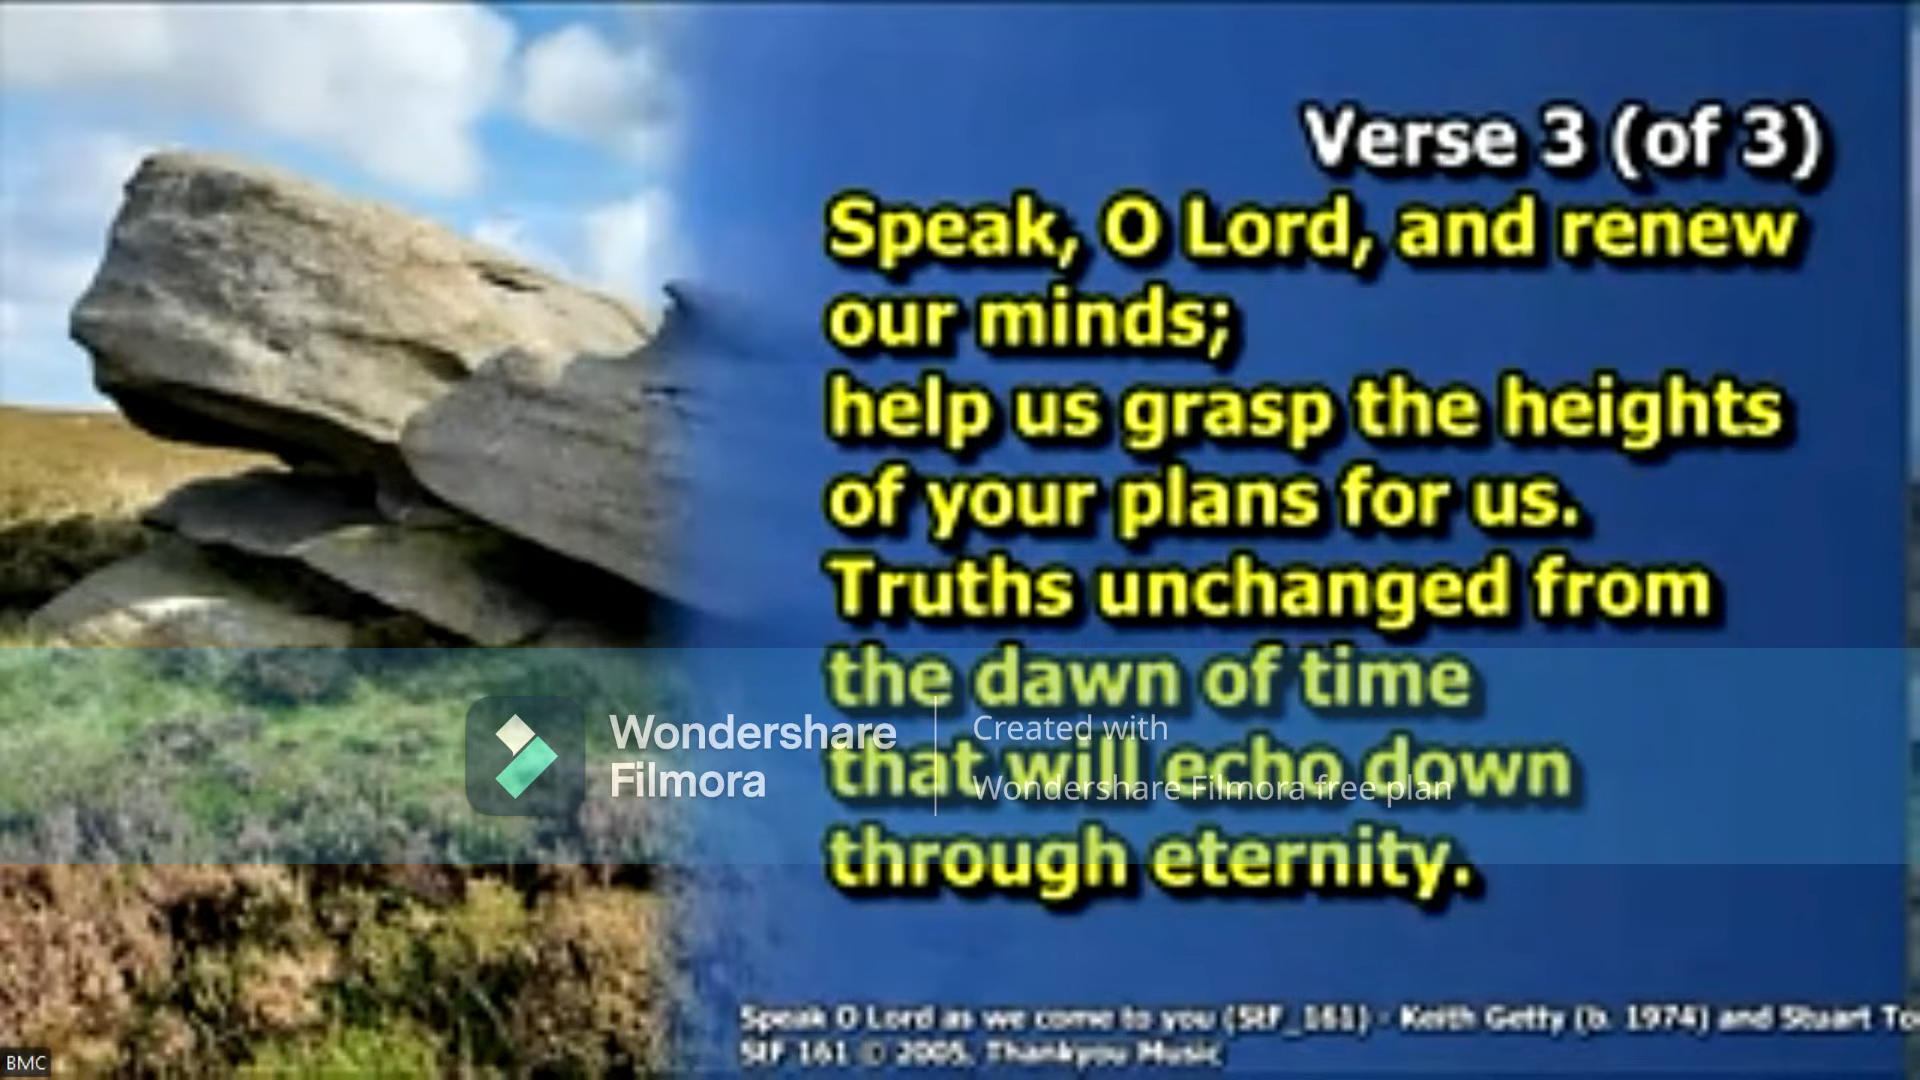 Verse 3 (of 3)
Speak, O Lord, and renew
our minds;
help us grasp the heights
of your plans for us.
Truths unchanged from
the dawn of time
that will echo down
through eternity.
Wondershare
Filmora
Created with
Wondershare Filmora free plan
Speak O Lord as we come to you (StF_161) - Keith Getty (b. 1974) and Stuart To
StF 161 © 2005, Thankyou Music
BMC